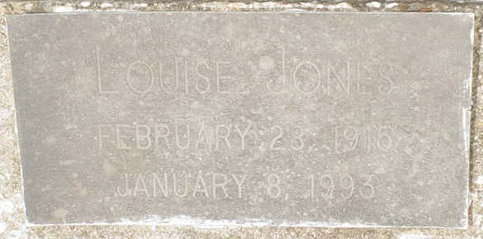 LOUISE JONES
FEBRUARY 23, 1915
JANUARY 8, 1993